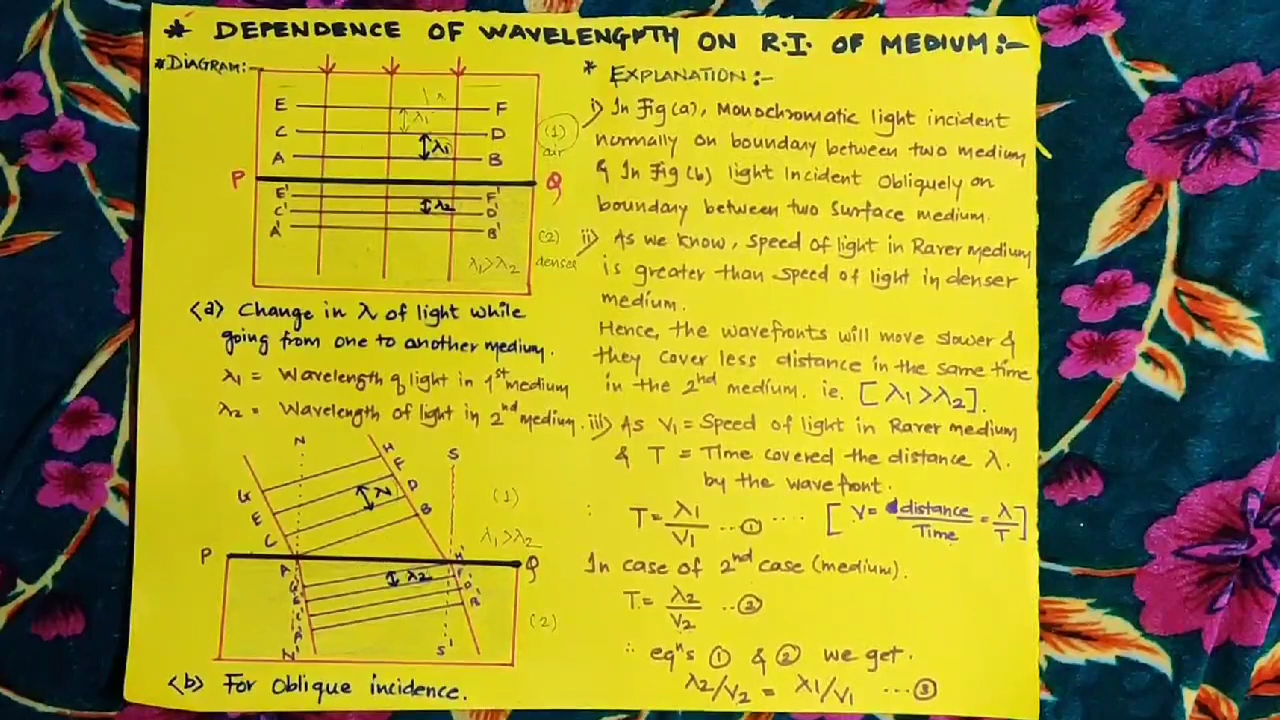 * DEPENDENCE OF WAVELENGPTH ON R.I. OF MEDIUM:-
* DIAGRAM:-
E F
λ1
C D
(1)
air
A λ1 B
P Q
E' F'
C' λ2 D'
A' B'
(2)
denser
λ1>λ2
(a) Change in λ of light while
going from one to another medium.
λ1 = Wavelength of light in 1st medium
λ2 = Wavelength of light in 2nd medium.
N
H
F
S
G
D
E
B
C
(1)
λ1>λ2
P Q
A
H'
λ2
D'
B'
(2)
N' S'
(b) For Oblique incidence.
* EXPLANATION:-
i) In Fig(a), Monochromatic light incident
normally on boundary between two medium
& In Fig(b) light Incident Obliquely on
boundary between two Surface medium.
ii) As we know, Speed of light in Rarer medium
is greater than speed of light in denser
medium.
Hence, the wavefronts will move slower &
they cover less distance in the same time
in the 2nd medium. ie. [λ1>λ2].
iii) As V1 = Speed of light in Rarer medium
& T = Time covered the distance λ.
by the wavefront.
∴ T = λ1/V1 ...① .... [V = distance/Time = λ/T]
In case of 2nd case (medium).
T = λ2/V2 ...②
∴ eqns ① & ② we get.
λ2/V2 = λ1/V1 ...③